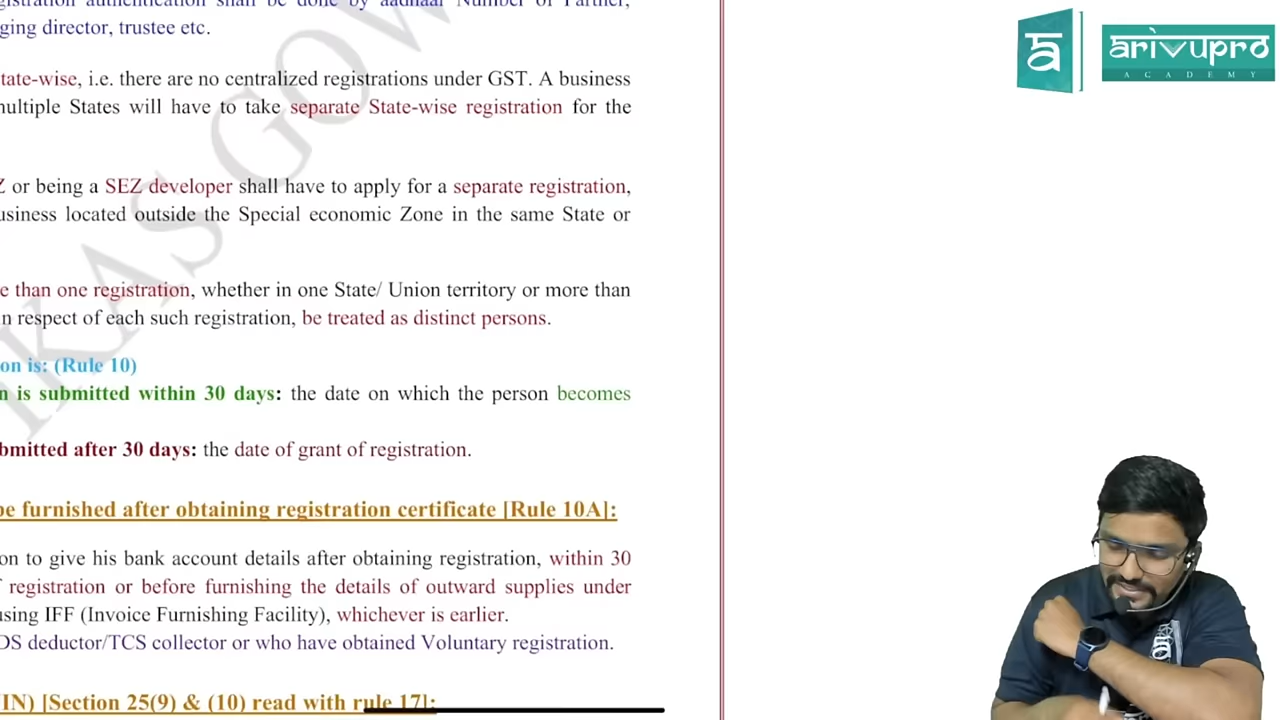 gistration authentication shall be done by aadhaar Number of Partner,
ging director, trustee etc.
tate-wise, i.e. there are no centralized registrations under GST. A business
multiple States will have to take separate State-wise registration for the
Z or being a SEZ developer shall have to apply for a separate registration,
usiness located outside the Special economic Zone in the same State or
e than one registration, whether in one State/ Union territory or more than
n respect of each such registration, be treated as distinct persons.
on is: (Rule 10)
n is submitted within 30 days: the date on which the person becomes
bmitted after 30 days: the date of grant of registration.
be furnished after obtaining registration certificate [Rule 10A]:
on to give his bank account details after obtaining registration, within 30
f registration or before furnishing the details of outward supplies under
using IFF (Invoice Furnishing Facility), whichever is earlier.
DS deductor/TCS collector or who have obtained Voluntary registration.
IN) [Section 25(9) & (10) read with rule 17]:
IKAS GOW
arivupro
ACADEMY